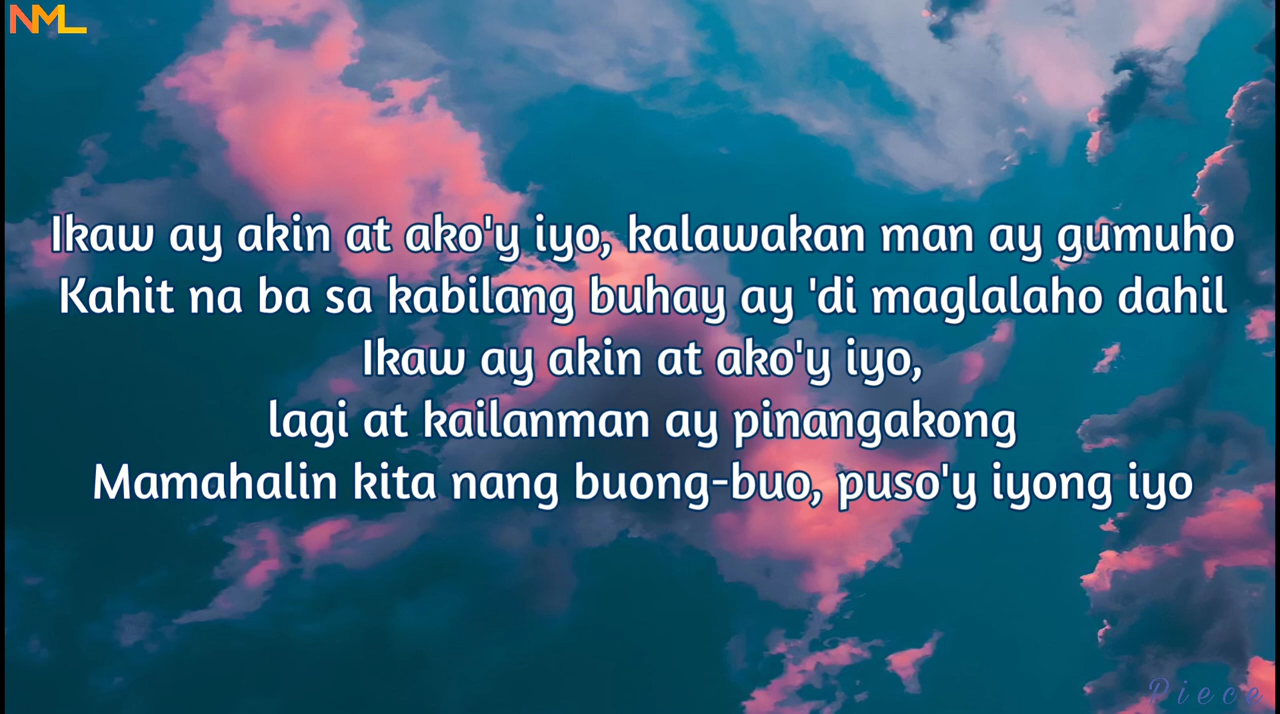 NML
Ikaw ay akin at ako'y iyo, kalawakan man ay gumuho
Kahit na ba sa kabilang buhay ay 'di maglalaho dahil
Ikaw ay akin at ako'y iyo,
lagi at kailanman ay pinangakong
Mamahalin kita nang buong-buo, puso'y iyong iyo
Piece